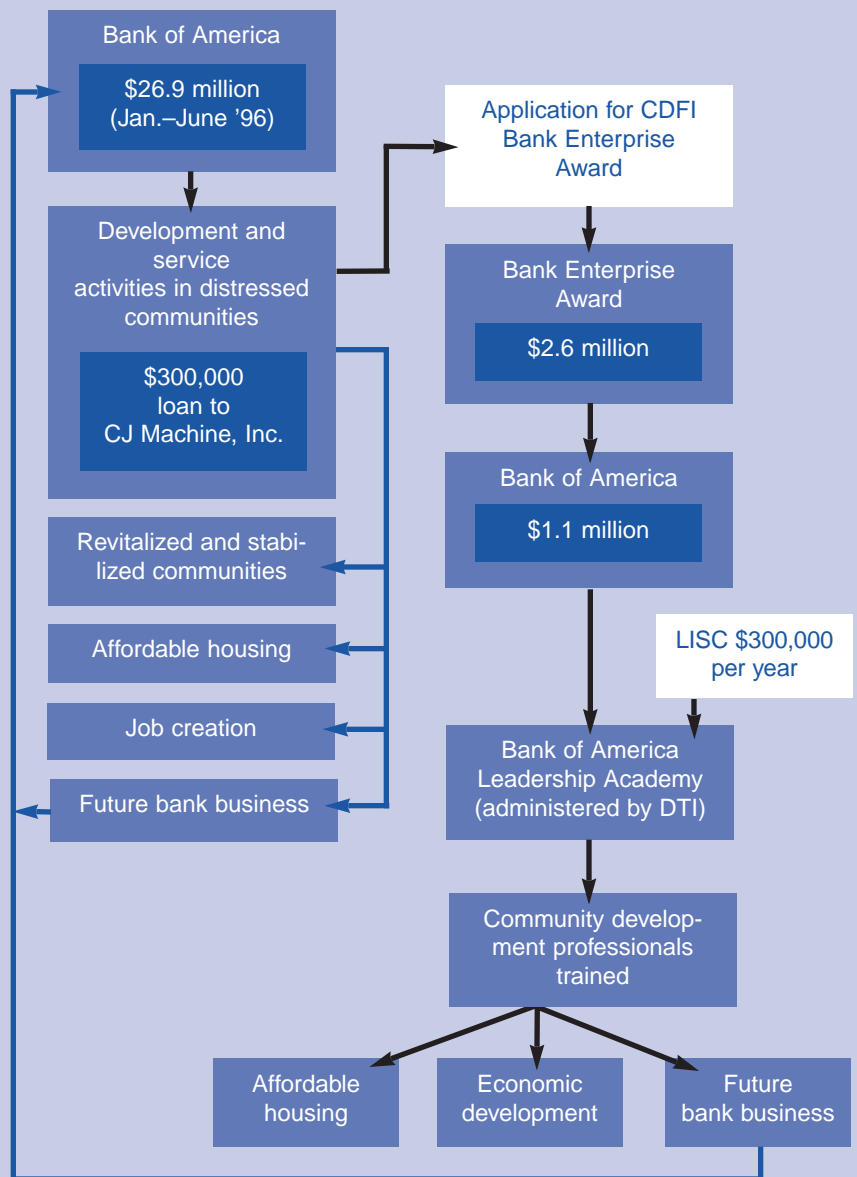 Bank of America
$26.9 million
(Jan.–June '96)
Development and
service
activities in distressed
communities
$300,000
loan to
CJ Machine, Inc.
Revitalized and stabi-
lized communities
Affordable housing
Job creation
Future bank business
Application for CDFI
Bank Enterprise
Award
Bank Enterprise
Award
$2.6 million
Bank of America
$1.1 million
LISC $300,000
per year
Bank of America
Leadership Academy
(administered by DTI)
Community develop-
ment professionals
trained
Affordable
housing
Economic
development
Future
bank business